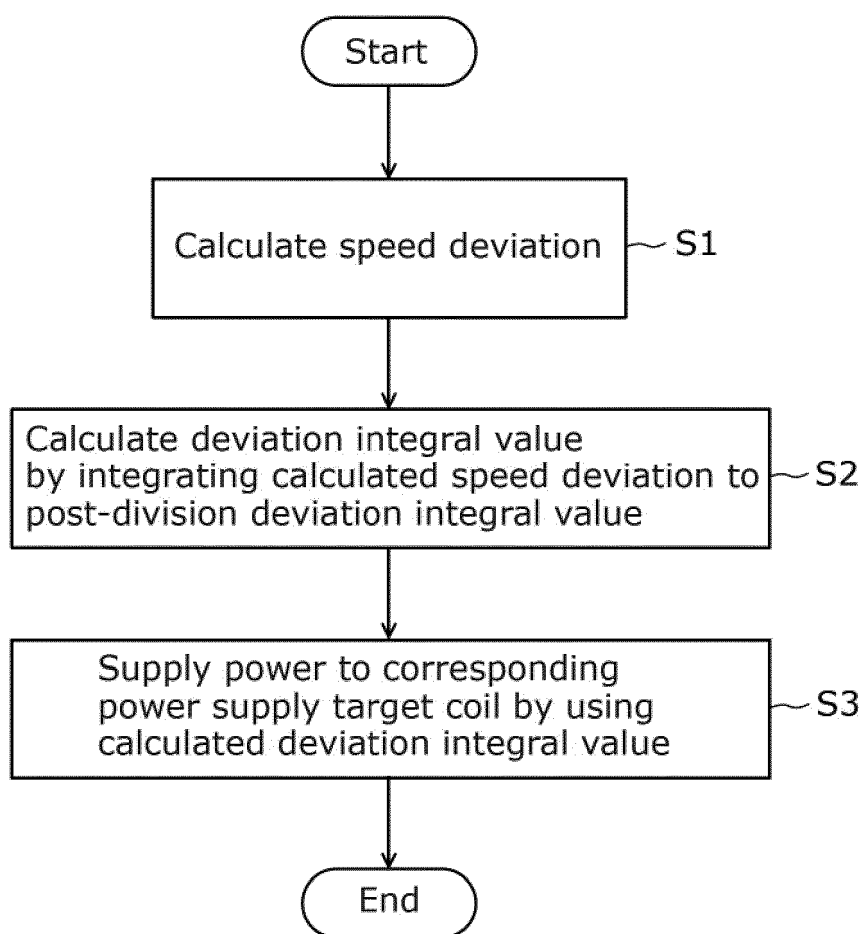 Start
Calculate speed deviation
S1
Calculate deviation integral value
by integrating calculated speed deviation to
post-division deviation integral value
S2
Supply power to corresponding
power supply target coil by using
calculated deviation integral value
S3
End